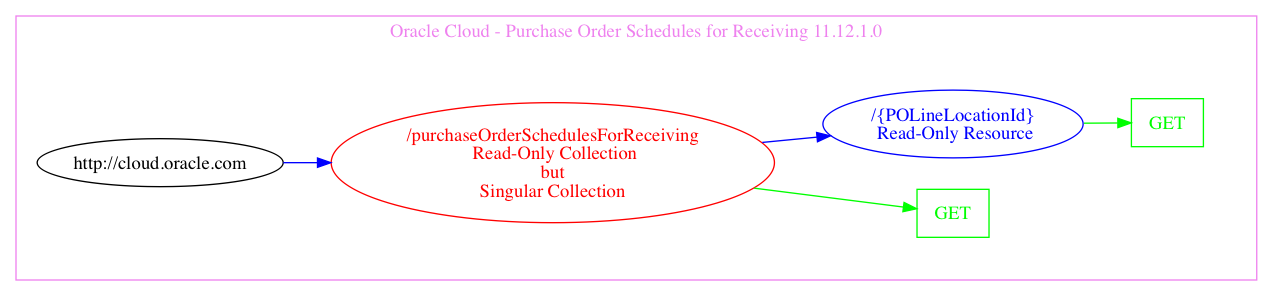 Oracle Cloud - Purchase Order Schedules for Receiving 11.12.1.0
http://cloud.oracle.com
/purchaseOrderSchedulesForReceiving
Read-Only Collection
but
Singular Collection
/{POLineLocationId}
Read-Only Resource
GET
GET